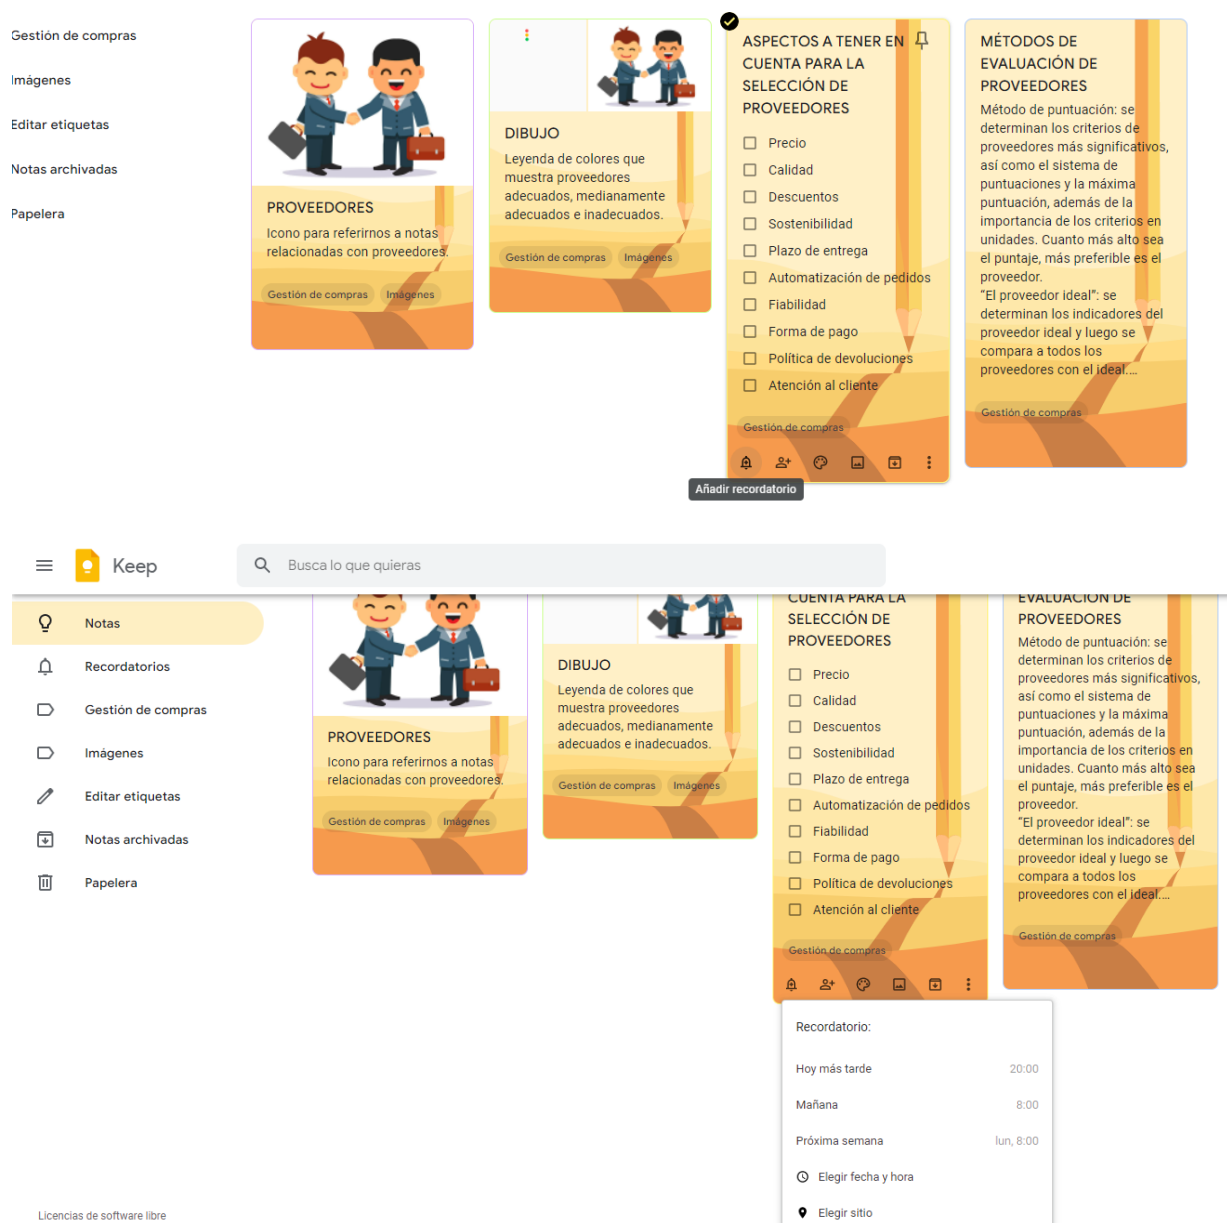 Gestión de compras
Imágenes
Editar etiquetas
Notas archivadas
Papelera
PROVEEDORES
Icono para referirnos a notas
relacionadas con proveedores.
Gestión de compras
Imágenes
DIBUJO
Leyenda de colores que
muestra proveedores
adecuados, medianamente
adecuados e inadecuados.
Gestión de compras
Imágenes
ASPECTOS A TENER EN
CUENTA PARA LA
SELECCIÓN DE
PROVEEDORES
Precio
Calidad
Descuentos
Sostenibilidad
Plazo de entrega
Automatización de pedidos
Fiabilidad
Forma de pago
Política de devoluciones
Atención al cliente
Gestión de compras
Añadir recordatorio
MÉTODOS DE
EVALUACIÓN DE
PROVEEDORES
Método de puntuación: se
determinan los criterios de
proveedores más significativos,
así como el sistema de
puntuaciones y la máxima
puntuación, además de la
importancia de los criterios en
unidades. Cuanto más alto sea
el puntaje, más preferible es el
proveedor.
“El proveedor ideal”: se
determinan los indicadores del
proveedor ideal y luego se
compara a todos los
proveedores con el ideal....
Gestión de compras
Keep
Busca lo que quieras
Notas
Recordatorios
Gestión de compras
Imágenes
Editar etiquetas
Notas archivadas
Papelera
Licencias de software libre
PROVEEDORES
Icono para referirnos a notas
relacionadas con proveedores.
Gestión de compras
Imágenes
DIBUJO
Leyenda de colores que
muestra proveedores
adecuados, medianamente
adecuados e inadecuados.
Gestión de compras
Imágenes
CUENTA PARA LA
SELECCIÓN DE
PROVEEDORES
Precio
Calidad
Descuentos
Sostenibilidad
Plazo de entrega
Automatización de pedidos
Fiabilidad
Forma de pago
Política de devoluciones
Atención al cliente
Gestión de compras
Recordatorio:
Hoy más tarde 20:00
Mañana 8:00
Próxima semana lun, 8:00
Elegir fecha y hora
Elegir sitio
EVALUACIÓN DE
PROVEEDORES
Método de puntuación: se
determinan los criterios de
proveedores más significativos,
así como el sistema de
puntuaciones y la máxima
puntuación, además de la
importancia de los criterios en
unidades. Cuanto más alto sea
el puntaje, más preferible es el
proveedor.
"El proveedor ideal": se
determinan los indicadores del
proveedor ideal y luego se
compara a todos los
proveedores con el ideal....
Gestión de compras